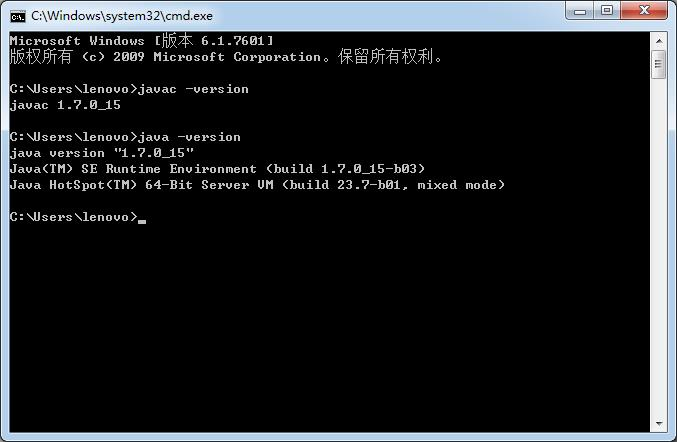 C:\Windows\system32\cmd.exe
Microsoft Windows [版本 6.1.7601]
版权所有 (c) 2009 Microsoft Corporation。保留所有权利。
C:\Users\lenovo>javac -version
javac 1.7.0_15
C:\Users\lenovo>java -version
java version "1.7.0_15"
Java(TM) SE Runtime Environment (build 1.7.0_15-b03)
Java HotSpot(TM) 64-Bit Server VM (build 23.7-b01, mixed mode)
C:\Users\lenovo>_